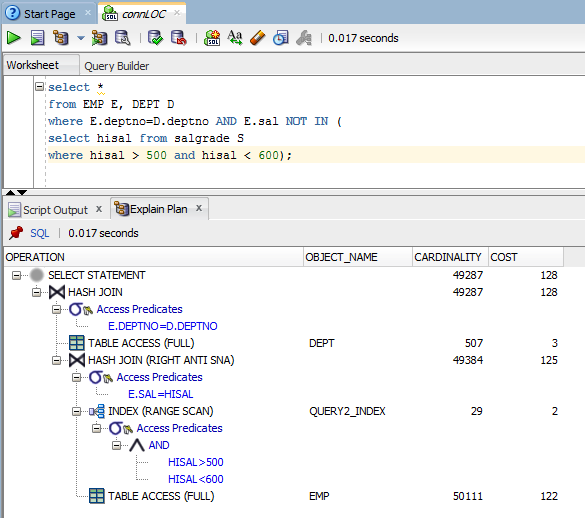 Start Page connLOC
SQL Aa 0.017 seconds
Worksheet Query Builder
select *
from EMP E, DEPT D
where E.deptno=D.deptno AND E.sal NOT IN (
select hisal from salgrade S
where hisal > 500 and hisal < 600);
Script Output x Explain Plan x
SQL 0.017 seconds
OPERATION OBJECT_NAME CARDINALITY COST
SELECT STATEMENT 49287 128
HASH JOIN 49287 128
Access Predicates
E.DEPTNO=D.DEPTNO
TABLE ACCESS (FULL) DEPT 507 3
HASH JOIN (RIGHT ANTI SNA) 49384 125
Access Predicates
E.SAL=HISAL
INDEX (RANGE SCAN) QUERY2_INDEX 29 2
Access Predicates
AND
HISAL>500
HISAL<600
TABLE ACCESS (FULL) EMP 50111 122